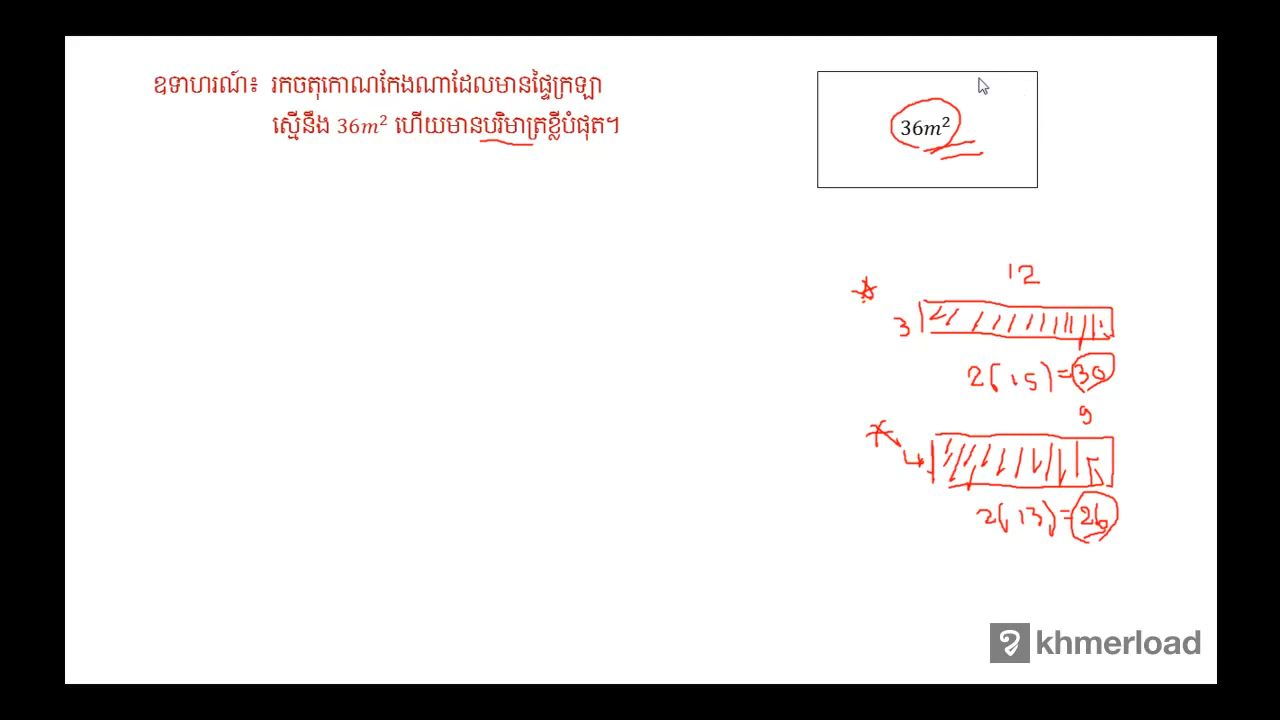 ឧទាហរណ៍៖ រកចតុកោណកែងណាដែលមានផ្ទៃក្រឡា
ស្មើនឹង 36m² ហើយមានបរិមាត្រខ្លីបំផុត។
36m²
12
3
2(15)=30
9
4
2(13)=26
khmerload